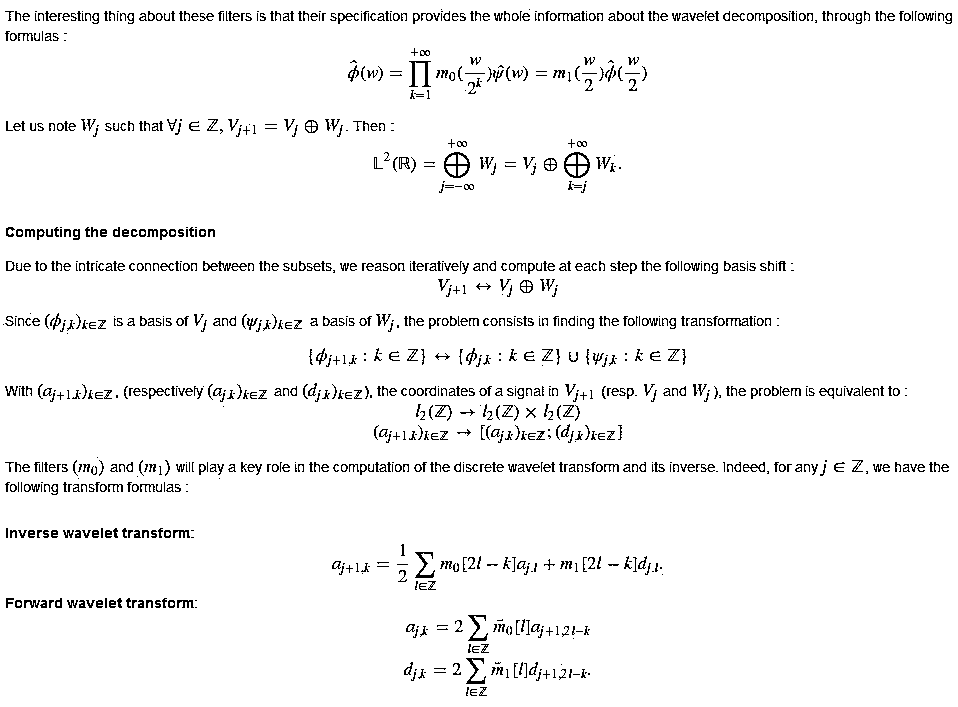 The interesting thing about these filters is that their specification provides the whole information about the wavelet decomposition, through the following
formulas :
$\hat{\phi}(w) = \prod_{k=1}^{+\infty} m_0(\frac{w}{2^k})\hat{\psi}(w) = m_1(\frac{w}{2})\hat{\phi}(\frac{w}{2})$
Let us note $W_j$ such that $\forall j \in \mathbb{Z}, V_{j+1} = V_j \oplus W_j$. Then :
$\mathbb{L}^2(\mathbb{R}) = \bigoplus_{j=-\infty}^{+\infty} W_j = V_j \oplus \bigoplus_{k=j}^{+\infty} W_k.$
Computing the decomposition
Due to the intricate connection between the subsets, we reason iteratively and compute at each step the following basis shift :
$V_{j+1} \leftrightarrow V_j \oplus W_j$
Since $(\phi_{j,k})_{k \in \mathbb{Z}}$ is a basis of $V_j$ and $(\psi_{j,k})_{k \in \mathbb{Z}}$ a basis of $W_j$, the problem consists in finding the following transformation :
$\{\phi_{j+1,k} : k \in \mathbb{Z}\} \leftrightarrow \{\phi_{j,k} : k \in \mathbb{Z}\} \cup \{\psi_{j,k} : k \in \mathbb{Z}\}$
With $(a_{j+1,k})_{k \in \mathbb{Z}}$, (respectively $(a_{j,k})_{k \in \mathbb{Z}}$ and $(d_{j,k})_{k \in \mathbb{Z}}$), the coordinates of a signal in $V_{j+1}$ (resp. $V_j$ and $W_j$), the problem is equivalent to :
$l_2(\mathbb{Z}) \rightarrow l_2(\mathbb{Z}) \times l_2(\mathbb{Z})$
$(a_{j+1,k})_{k \in \mathbb{Z}} \rightarrow [(a_{j,k})_{k \in \mathbb{Z}}; (d_{j,k})_{k \in \mathbb{Z}}]$
The filters $(m_0)$ and $(m_1)$ will play a key role in the computation of the discrete wavelet transform and its inverse. Indeed, for any $j \in \mathbb{Z}$, we have the
following transform formulas :
Inverse wavelet transform:
$a_{j+1,k} = \frac{1}{2} \sum_{l \in \mathbb{Z}} m_0[2l - k]a_{j,l} + m_1[2l - k]d_{j,l}.$
Forward wavelet transform:
$a_{j,k} = 2 \sum_{l \in \mathbb{Z}} \bar{m}_0[l]a_{j+1,2l-k}$
$d_{j,k} = 2 \sum_{l \in \mathbb{Z}} \bar{m}_1[l]d_{j+1,2l-k}.$